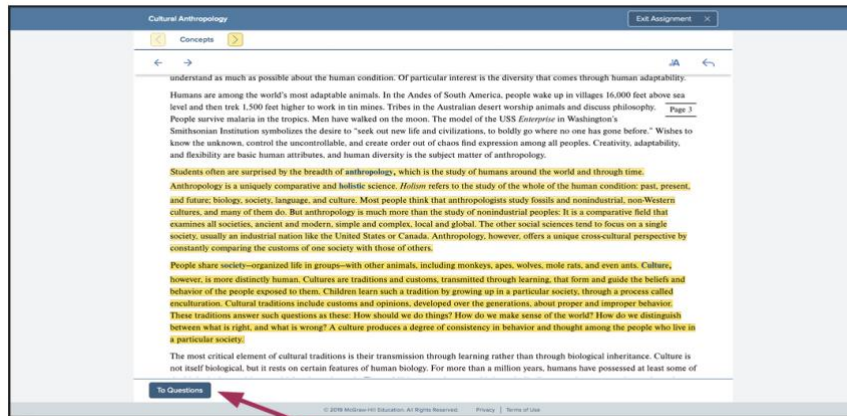 Cultural Anthropology
Exit Assignment ×
< Concepts >
← → AA
understand as much as possible about the human condition. Of particular interest is the diversity that comes through human adaptability.
Humans are among the world's most adaptable animals. In the Andes of South America, people wake up in villages 16,000 feet above sea
level and then trek 1,500 feet higher to work in tin mines. Tribes in the Australian desert worship animals and discuss philosophy.
Page 3
People survive malaria in the tropics. Men have walked on the moon. The model of the USS Enterprise in Washington's
Smithsonian Institution symbolizes the desire to "seek out new life and civilizations, to boldly go where no one has gone before." Wishes to
know the unknown, control the uncontrollable, and create order out of chaos find expression among all peoples. Creativity, adaptability,
and flexibility are basic human attributes, and human diversity is the subject matter of anthropology.
Students often are surprised by the breadth of anthropology, which is the study of humans around the world and through time.
Anthropology is a uniquely comparative and holistic science. Holism refers to the study of the whole of the human condition: past, present,
and future; biology, society, language, and culture. Most people think that anthropologists study fossils and nonindustrial, non-Western
cultures, and many of them do. But anthropology is much more than the study of nonindustrial peoples: It is a comparative field that
examines all societies, ancient and modern, simple and complex, local and global. The other social sciences tend to focus on a single
society, usually an industrial nation like the United States or Canada. Anthropology, however, offers a unique cross-cultural perspective by
constantly comparing the customs of one society with those of others.
People share society—organized life in groups—with other animals, including monkeys, apes, wolves, mole rats, and even ants. Culture,
however, is more distinctly human. Cultures are traditions and customs, transmitted through learning, that form and guide the beliefs and
behavior of the people exposed to them. Children learn such a tradition by growing up in a particular society, through a process called
enculturation. Cultural traditions include customs and opinions, developed over the generations, about proper and improper behavior.
These traditions answer such questions as these: How should we do things? How do we make sense of the world? How do we distinguish
between what is right, and what is wrong? A culture produces a degree of consistency in behavior and thought among the people who live in
a particular society.
The most critical element of cultural traditions is their transmission through learning rather than through biological inheritance. Culture is
not itself biological, but it rests on certain features of human biology. For more than a million years, humans have possessed at least some of
To Questions
© 2019 McGraw-Hill Education. All Rights Reserved. Privacy | Terms of Use